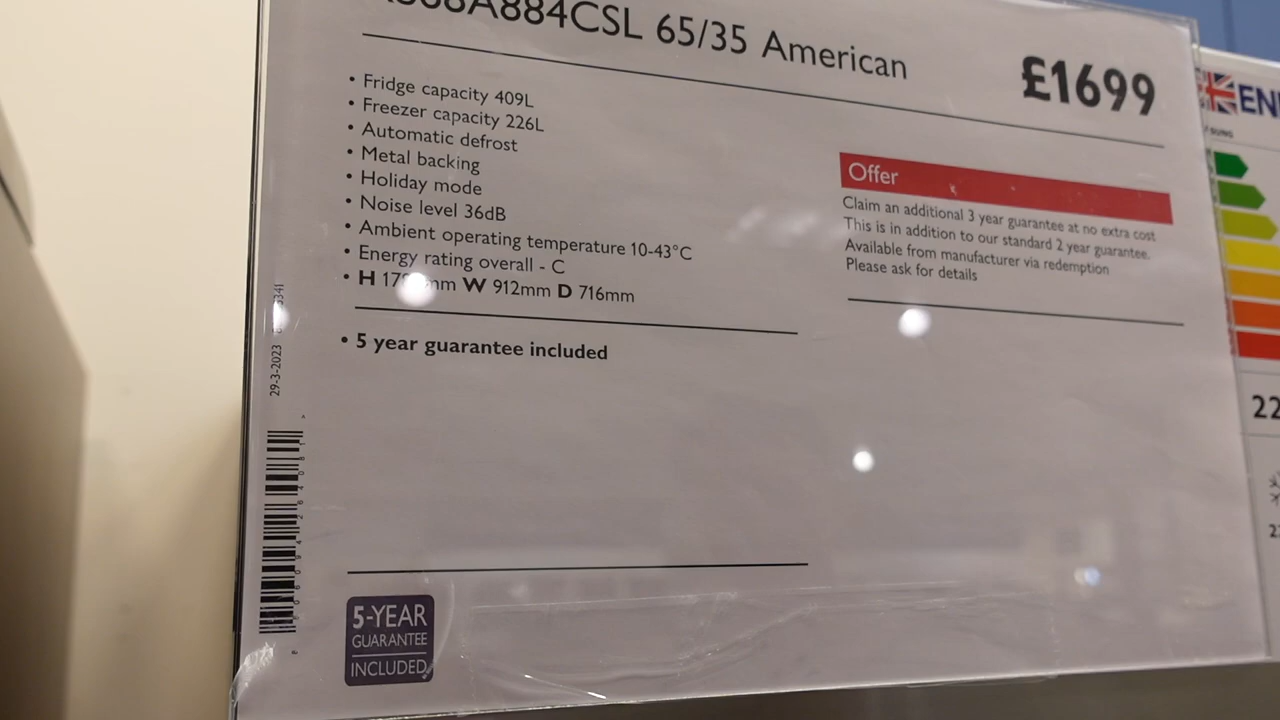 65/35 American
£1699
• Fridge capacity 409L
• Freezer capacity 226L
• Automatic defrost
• Metal backing
• Holiday mode
• Noise level 36dB
• Ambient operating temperature 10-43°C
• Energy rating overall - C
• H W 912mm D 716mm
• 5 year guarantee included
Offer
Claim an additional 3 year guarantee at no extra cost
This is in addition to our standard 2 year guarantee.
Available from manufacturer via redemption
Please ask for details
29-3-2023
5-YEAR
GUARANTEE
INCLUDED